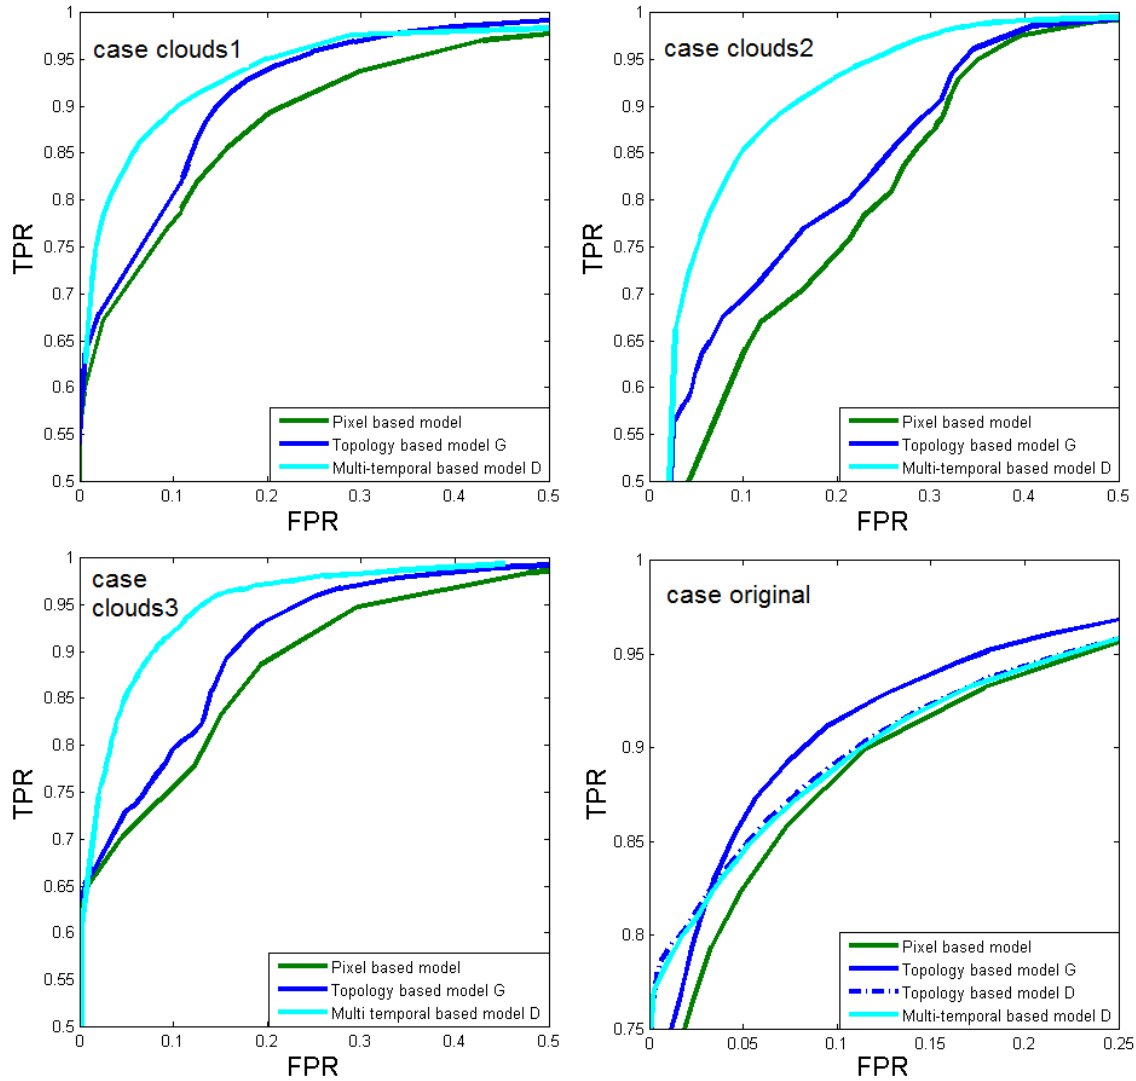 case clouds1
TPR
1
0.95
0.9
0.85
0.8
0.75
0.7
0.65
0.6
0.55
0.5
0 0.1 0.2 0.3 0.4 0.5
FPR
Pixel based model
Topology based model G
Multi-temporal based model D
case clouds2
TPR
1
0.95
0.9
0.85
0.8
0.75
0.7
0.65
0.6
0.55
0.5
0 0.1 0.2 0.3 0.4 0.5
FPR
Pixel based model
Topology based model G
Multi-temporal based model D
case
clouds3
TPR
1
0.95
0.9
0.85
0.8
0.75
0.7
0.65
0.6
0.55
0.5
0 0.1 0.2 0.3 0.4 0.5
FPR
Pixel based model
Topology based model G
Multi temporal based model D
case original
TPR
1
0.95
0.9
0.85
0.8
0.75
0 0.05 0.1 0.15 0.2 0.25
FPR
Pixel based model
Topology based model G
Topology based model D
Multi-temporal based model D